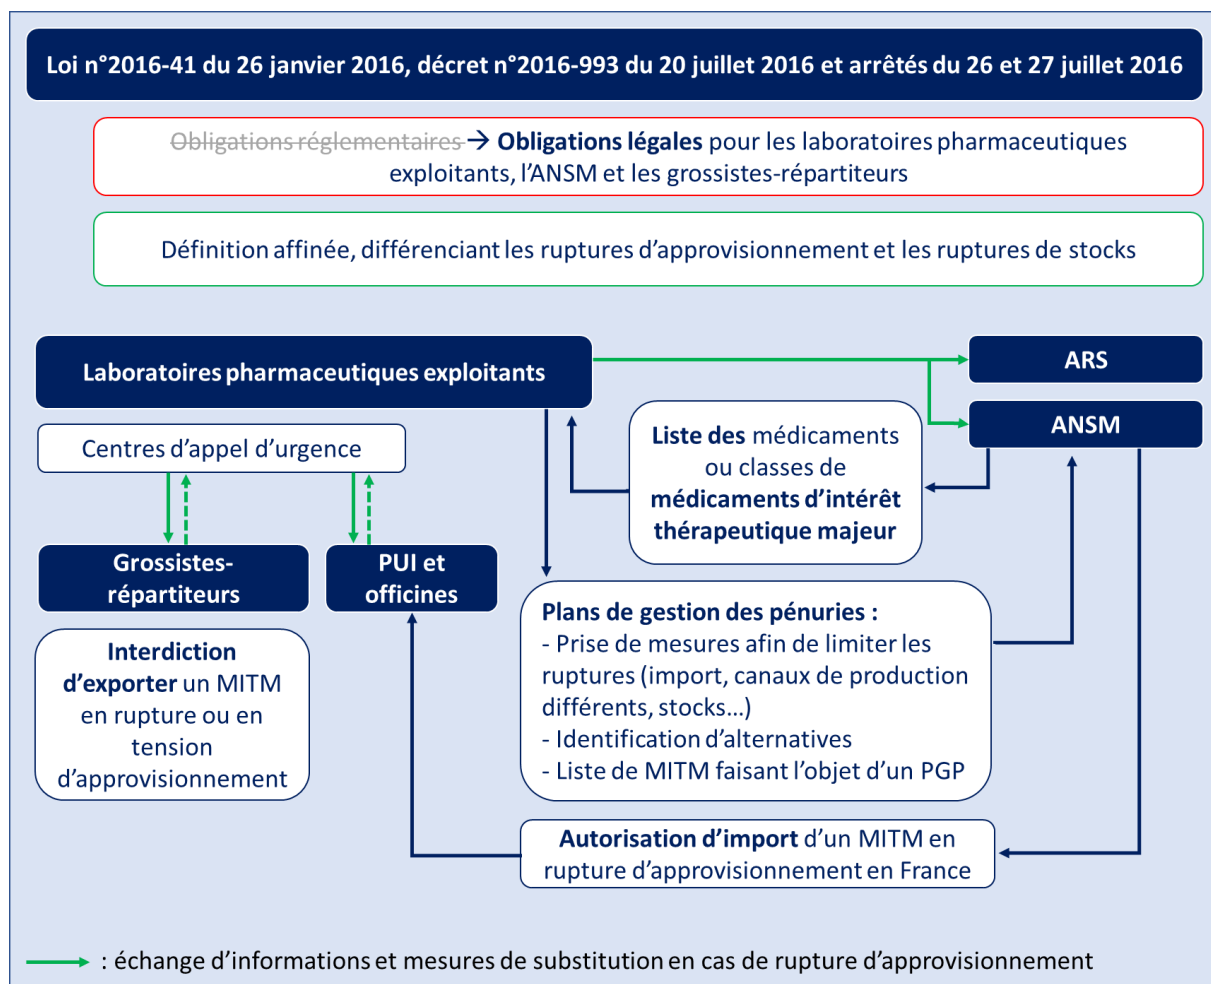 Loi n°2016-41 du 26 janvier 2016, décret n°2016-993 du 20 juillet 2016 et arrêtés du 26 et 27 juillet 2016
Obligations réglementaires → Obligations légales pour les laboratoires pharmaceutiques
exploitants, l’ANSM et les grossistes-répartiteurs
Définition affinée, différenciant les ruptures d’approvisionnement et les ruptures de stocks
Laboratoires pharmaceutiques exploitants
ARS
ANSM
Liste des médicaments
ou classes de
médicaments d’intérêt
thérapeutique majeur
Centres d’appel d’urgence
Grossistes-
répartiteurs
PUI et
officines
Interdiction
d’exporter un MITM
en rupture ou en
tension
d’approvisionnement
Plans de gestion des pénuries :
- Prise de mesures afin de limiter les
ruptures (import, canaux de production
différents, stocks…)
- Identification d’alternatives
- Liste de MITM faisant l’objet d’un PGP
Autorisation d’import d’un MITM en
rupture d’approvisionnement en France
: échange d’informations et mesures de substitution en cas de rupture d’approvisionnement